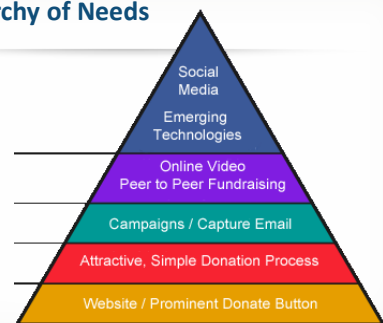 rchy of Needs
Social
Media
Emerging
Technologies
Online Video
Peer to Peer Fundraising
Campaigns / Capture Email
Attractive, Simple Donation Process
Website / Prominent Donate Button